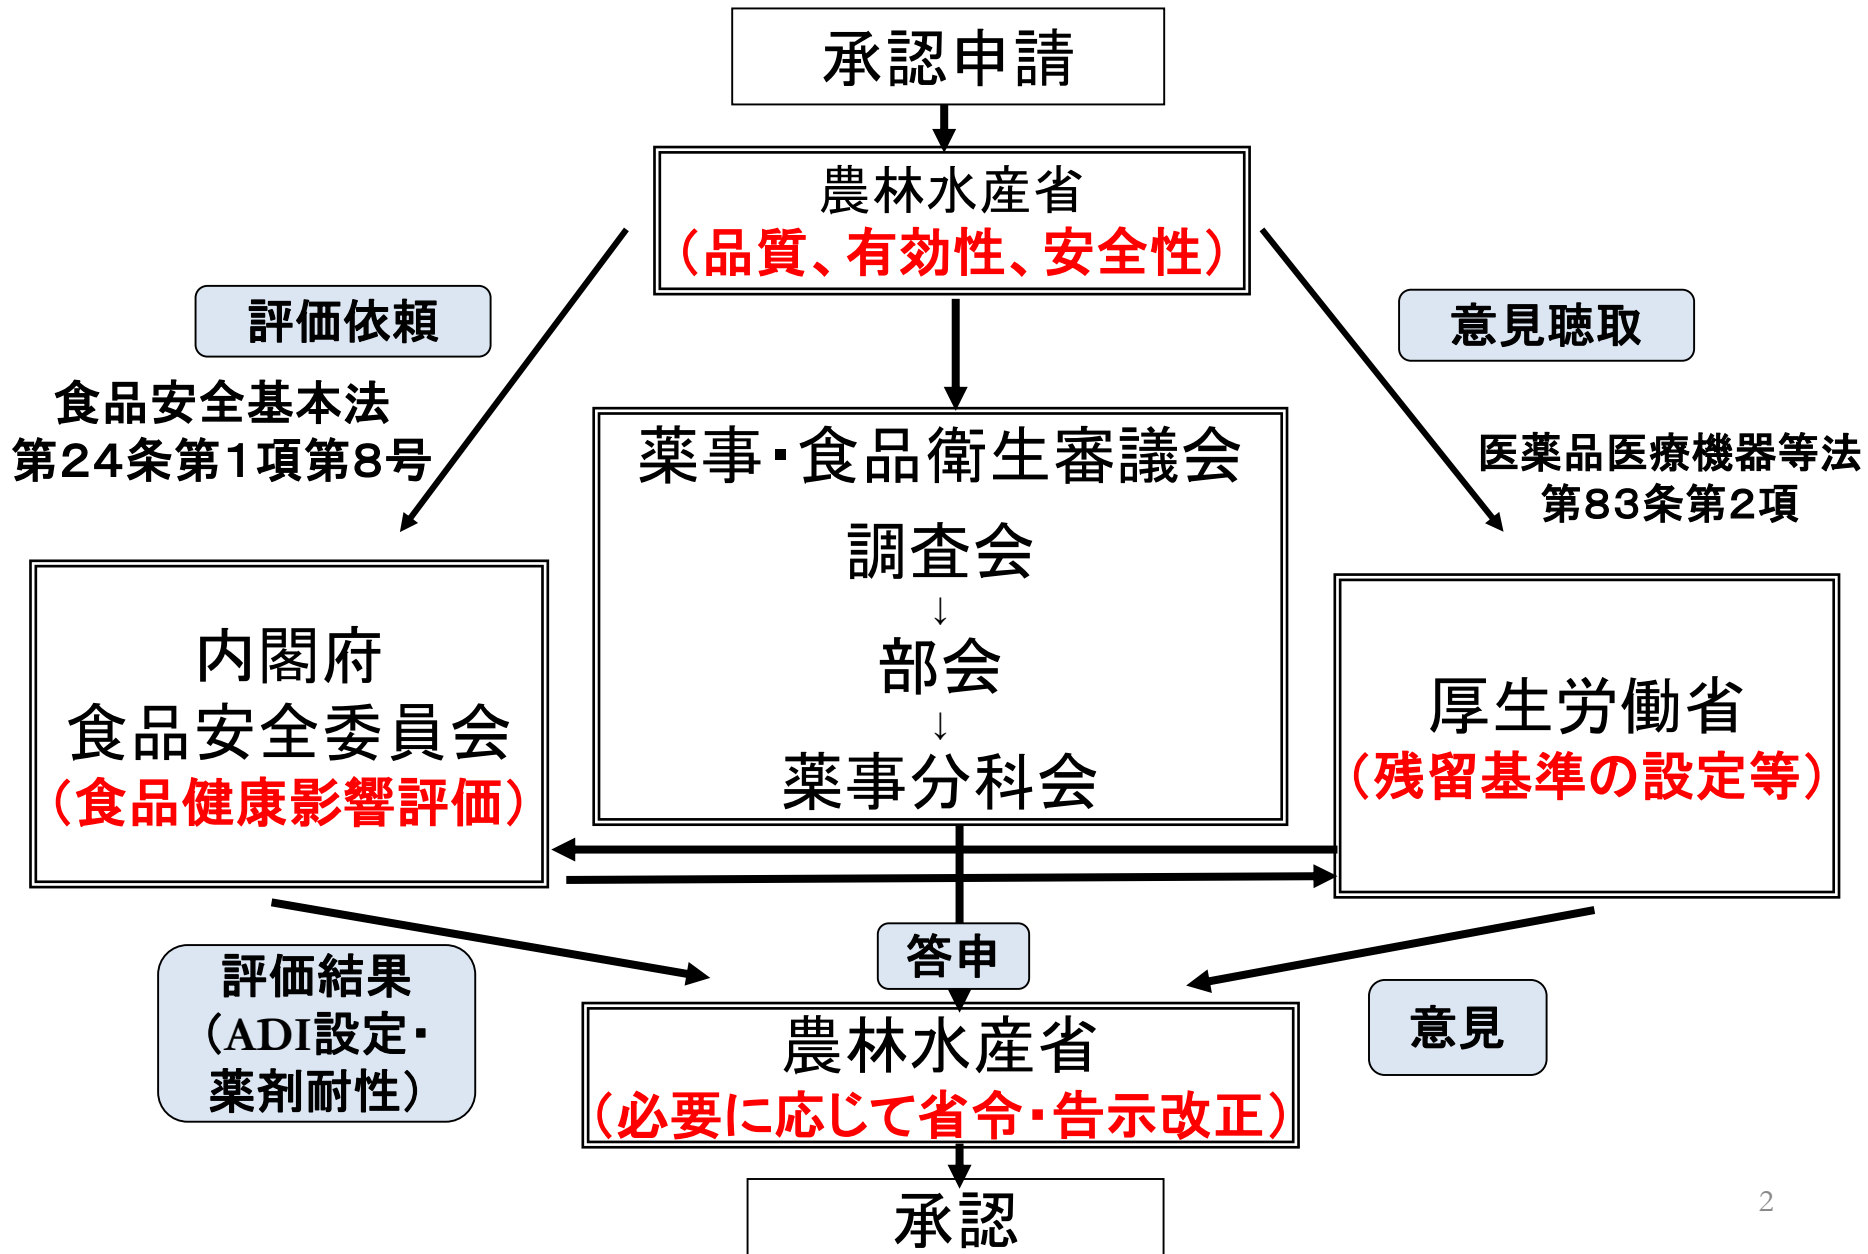 承認申請
農林水産省
（品質、有効性、安全性）
評価依頼
意見聴取
食品安全基本法
第24条第1項第8号
医薬品医療機器等法
第83条第2項
薬事・食品衛生審議会
調査会
↓
部会
↓
薬事分科会
内閣府
食品安全委員会
（食品健康影響評価）
厚生労働省
（残留基準の設定等）
答申
評価結果
（ADI設定・
薬剤耐性）
意見
農林水産省
（必要に応じて省令・告示改正）
承認
2